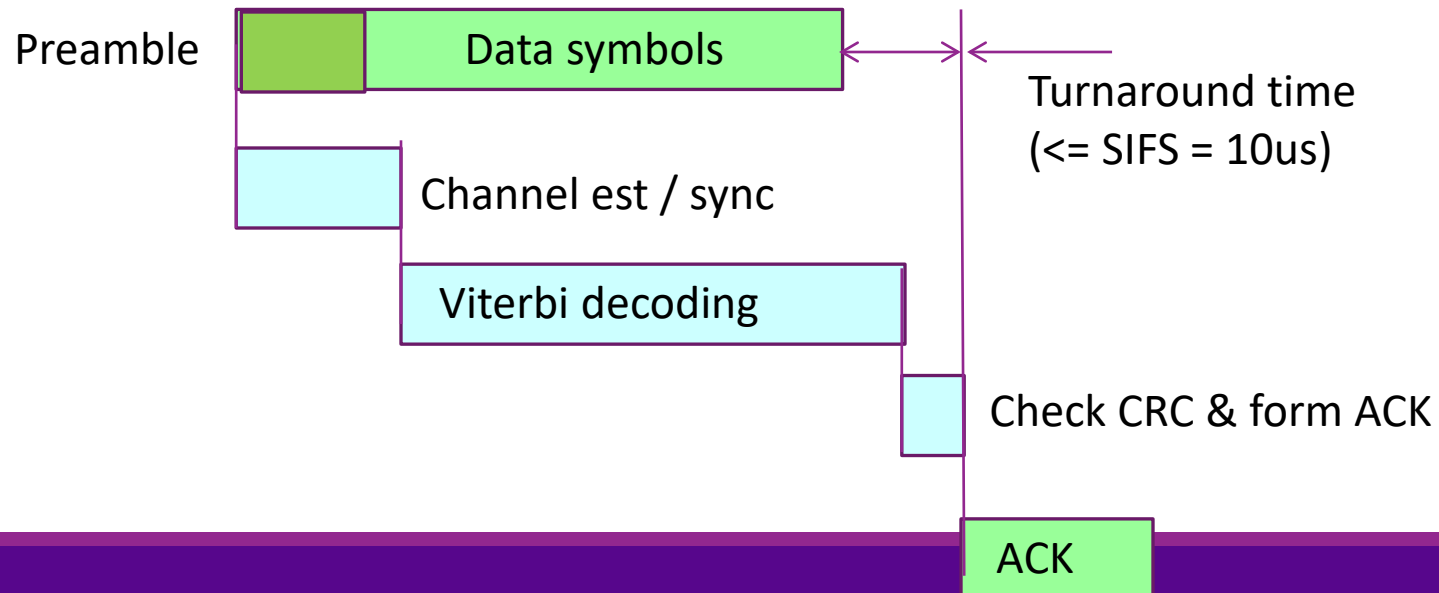 Preamble
Data symbols
Turnaround time
(<= SIFS = 10us)
Channel est / sync
Viterbi decoding
Check CRC & form ACK
ACK